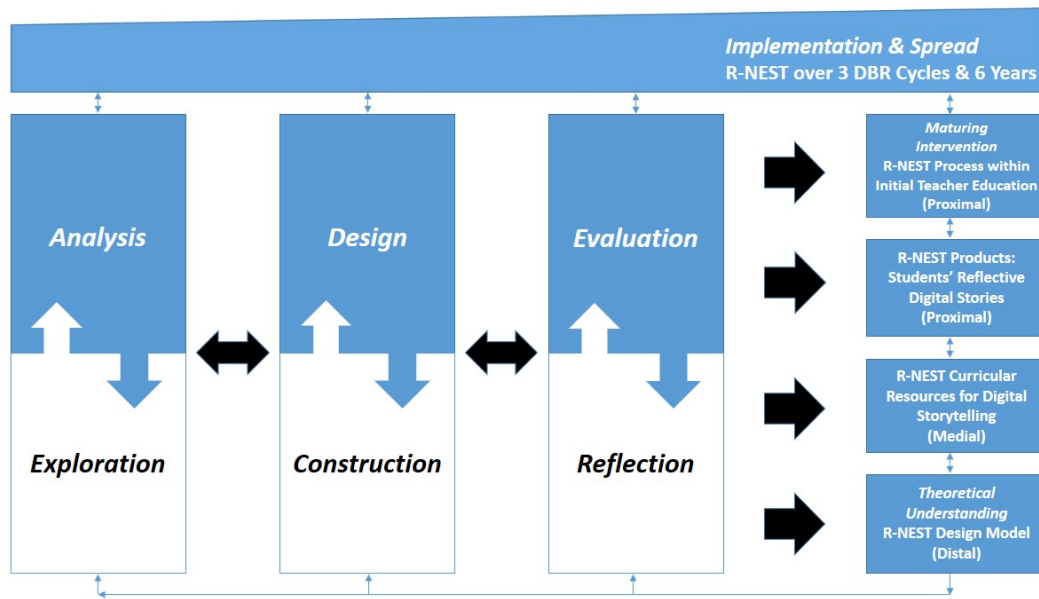 Implementation & Spread
R-NEST over 3 DBR Cycles & 6 Years
Analysis
Exploration
Design
Construction
Evaluation
Reflection
Maturing
Intervention
R-NEST Process within
Initial Teacher Education
(Proximal)
R-NEST Products:
Students’ Reflective
Digital Stories
(Proximal)
R-NEST Curricular
Resources for Digital
Storytelling
(Medial)
Theoretical
Understanding
R-NEST Design Model
(Distal)